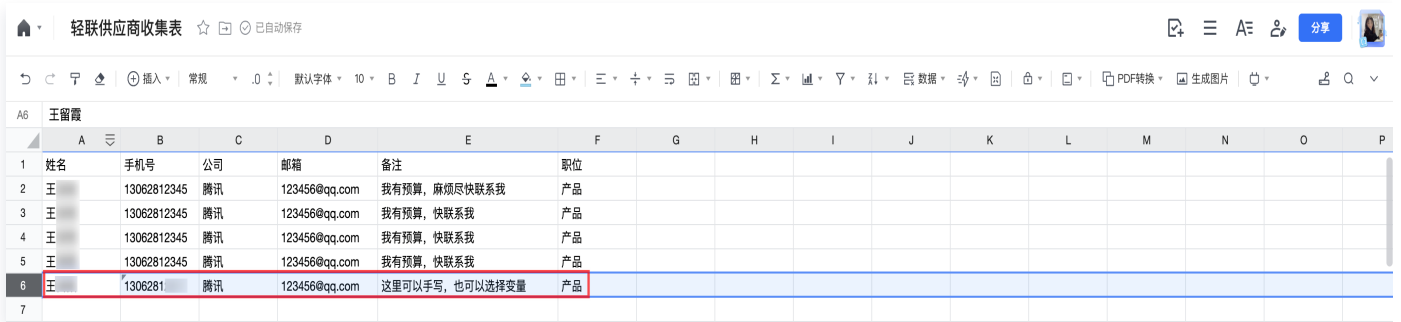 轻联供应商收集表 已自动保存 分享
插入 常规 .0 默认字体 10 B I U S A 数据 PDF转换 生成图片
A6 王留霞
A B C D E F G H I J K L M N O P
1 姓名 手机号 公司 邮箱 备注 职位
2 王 13062812345 腾讯 123456@qq.com 我有预算，麻烦尽快联系我 产品
3 王 13062812345 腾讯 123456@qq.com 我有预算，快联系我 产品
4 王 13062812345 腾讯 123456@qq.com 我有预算，快联系我 产品
5 王 13062812345 腾讯 123456@qq.com 我有预算，快联系我 产品
6 王 1306281 腾讯 123456@qq.com 这里可以手写，也可以选择变量 产品
7